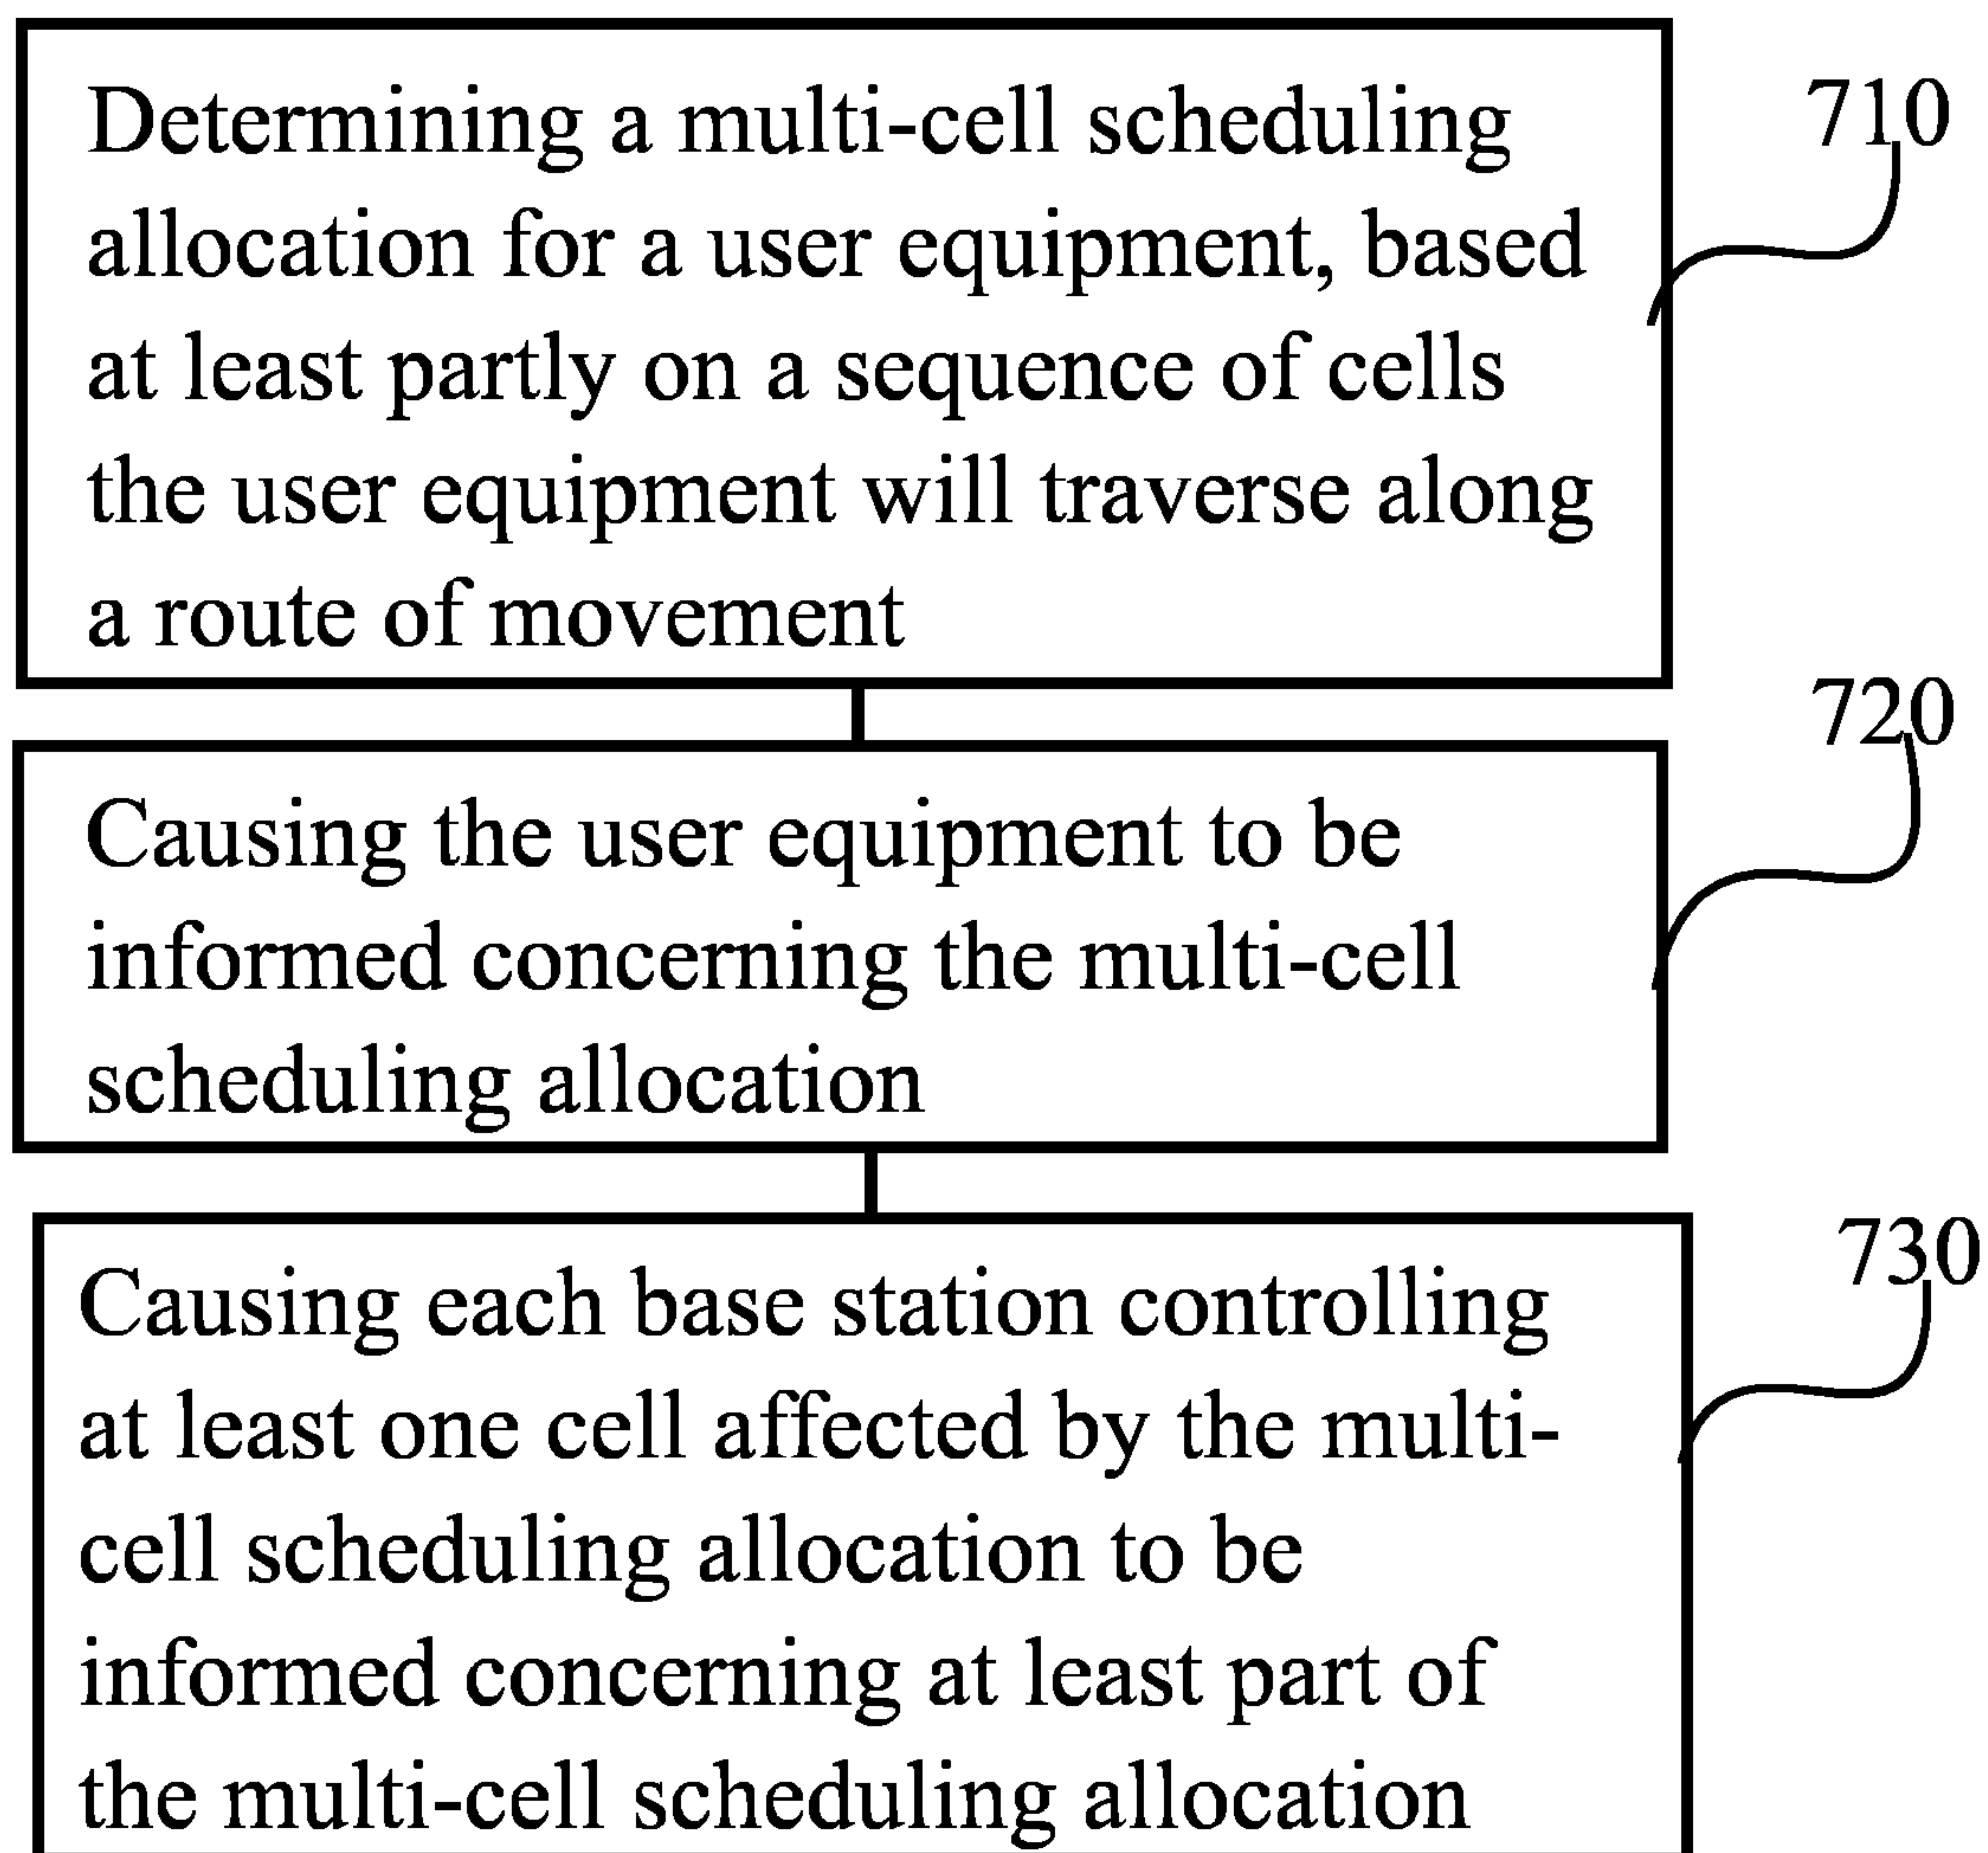 Determining a multi-cell scheduling
allocation for a user equipment, based
at least partly on a sequence of cells
the user equipment will traverse along
a route of movement
710
Causing the user equipment to be
informed concerning the multi-cell
scheduling allocation
720
Causing each base station controlling
at least one cell affected by the multi-
cell scheduling allocation to be
informed concerning at least part of
the multi-cell scheduling allocation
730